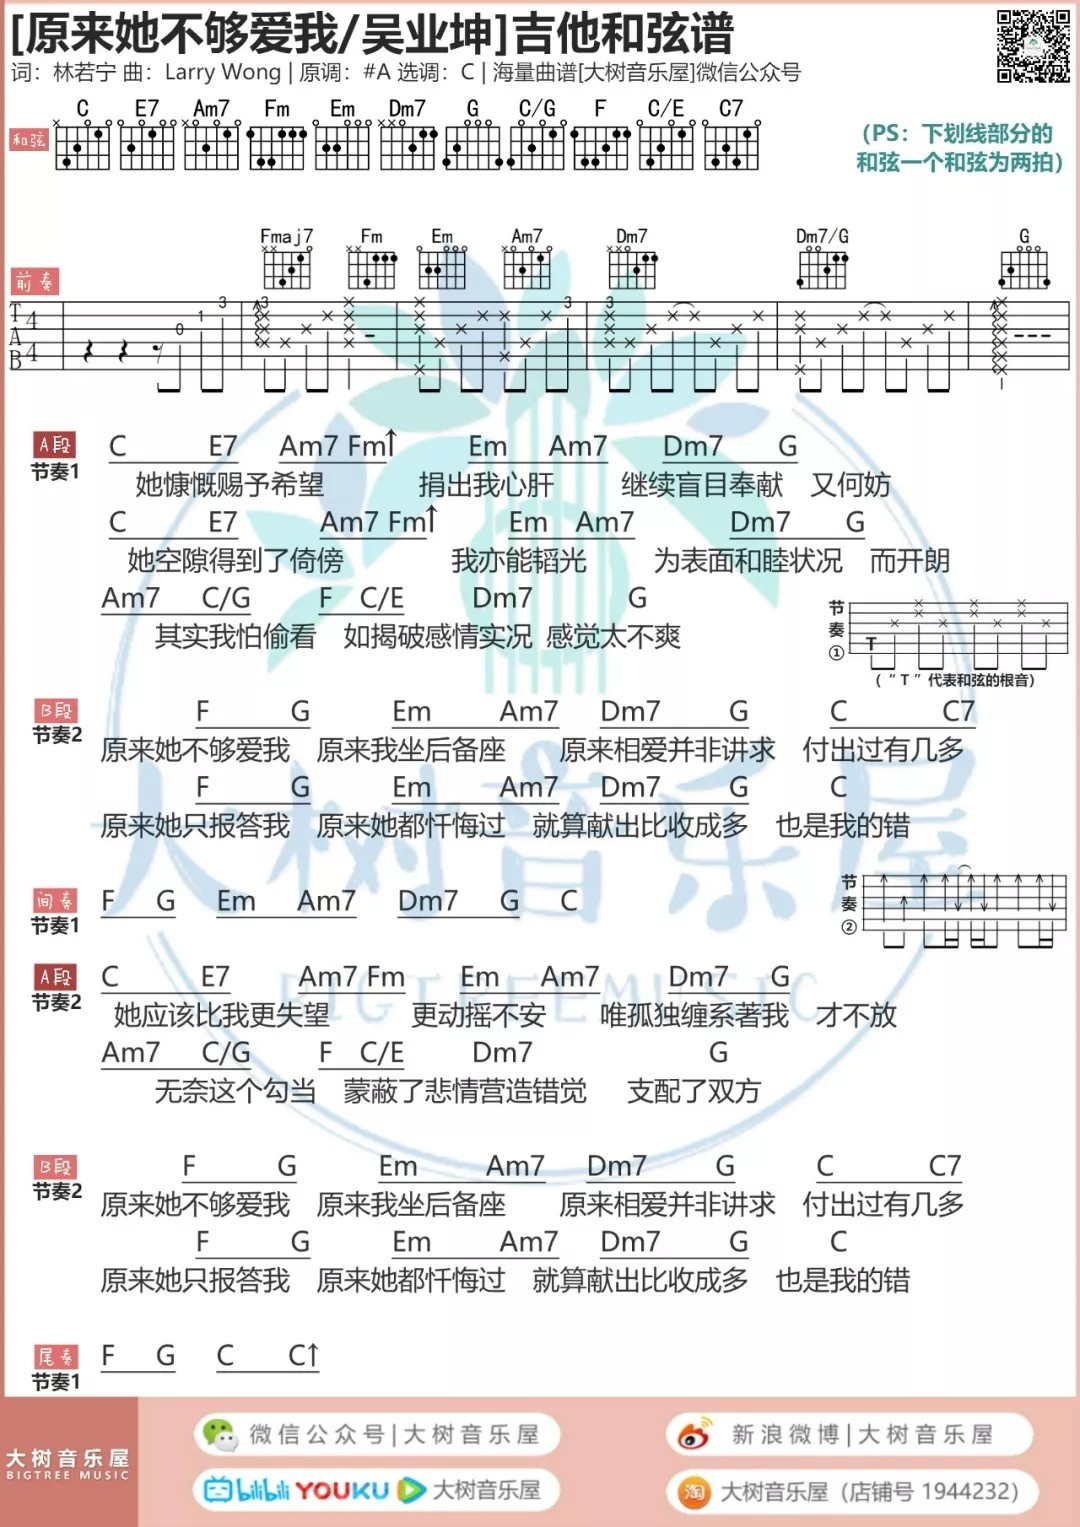 [原来她不够爱我/吴业坤]吉他和弦谱
词：林若宁 曲：Larry Wong | 原调：#A 选调：C | 海量曲谱[大树音乐屋]微信公众号
C E7 Am7 Fm Em Dm7 G C/G F C/E C7
和弦
（PS：下划线部分的
和弦一个和弦为两拍）
Fmaj7 Fm Em Am7 Dm7 Dm7/G G
前奏
T 4 0 1 3 3 3 3
A
B 4
A段 C E7 Am7 Fm↑ Em Am7 Dm7 G
节奏1 她慷慨赐予希望 捐出我心肝 继续盲目奉献 又何妨
C E7 Am7 Fm↑ Em Am7 Dm7 G
她空隙得到了倚傍 我亦能韬光 为表面和睦状况 而开朗
Am7 C/G F C/E Dm7 G
其实我怕偷看 如揭破感情实况 感觉太不爽
节奏① T
（“T”代表和弦的根音）
B段 F G Em Am7 Dm7 G C C7
节奏2 原来她不够爱我 原来我坐后备座 原来相爱并非讲求 付出过有几多
F G Em Am7 Dm7 G C
原来她只报答我 原来她都忏悔过 就算献出比收成多 也是我的错
间奏 F G Em Am7 Dm7 G C
节奏1
节奏②
A段 C E7 Am7 Fm Em Am7 Dm7 G
节奏2 她应该比我更失望 更动摇不安 唯孤独缠系著我 才不放
Am7 C/G F C/E Dm7 G
无奈这个勾当 蒙蔽了悲情营造错觉 支配了双方
B段 F G Em Am7 Dm7 G C C7
节奏2 原来她不够爱我 原来我坐后备座 原来相爱并非讲求 付出过有几多
F G Em Am7 Dm7 G C
原来她只报答我 原来她都忏悔过 就算献出比收成多 也是我的错
尾奏 F G C C↑
节奏1
大树音乐屋
BIGTREEMUSIC
大树音乐屋
BIGTREE MUSIC
微信公众号|大树音乐屋
新浪微博|大树音乐屋
bilibili YOUKU 大树音乐屋
淘 大树音乐屋（店铺号 1944232）